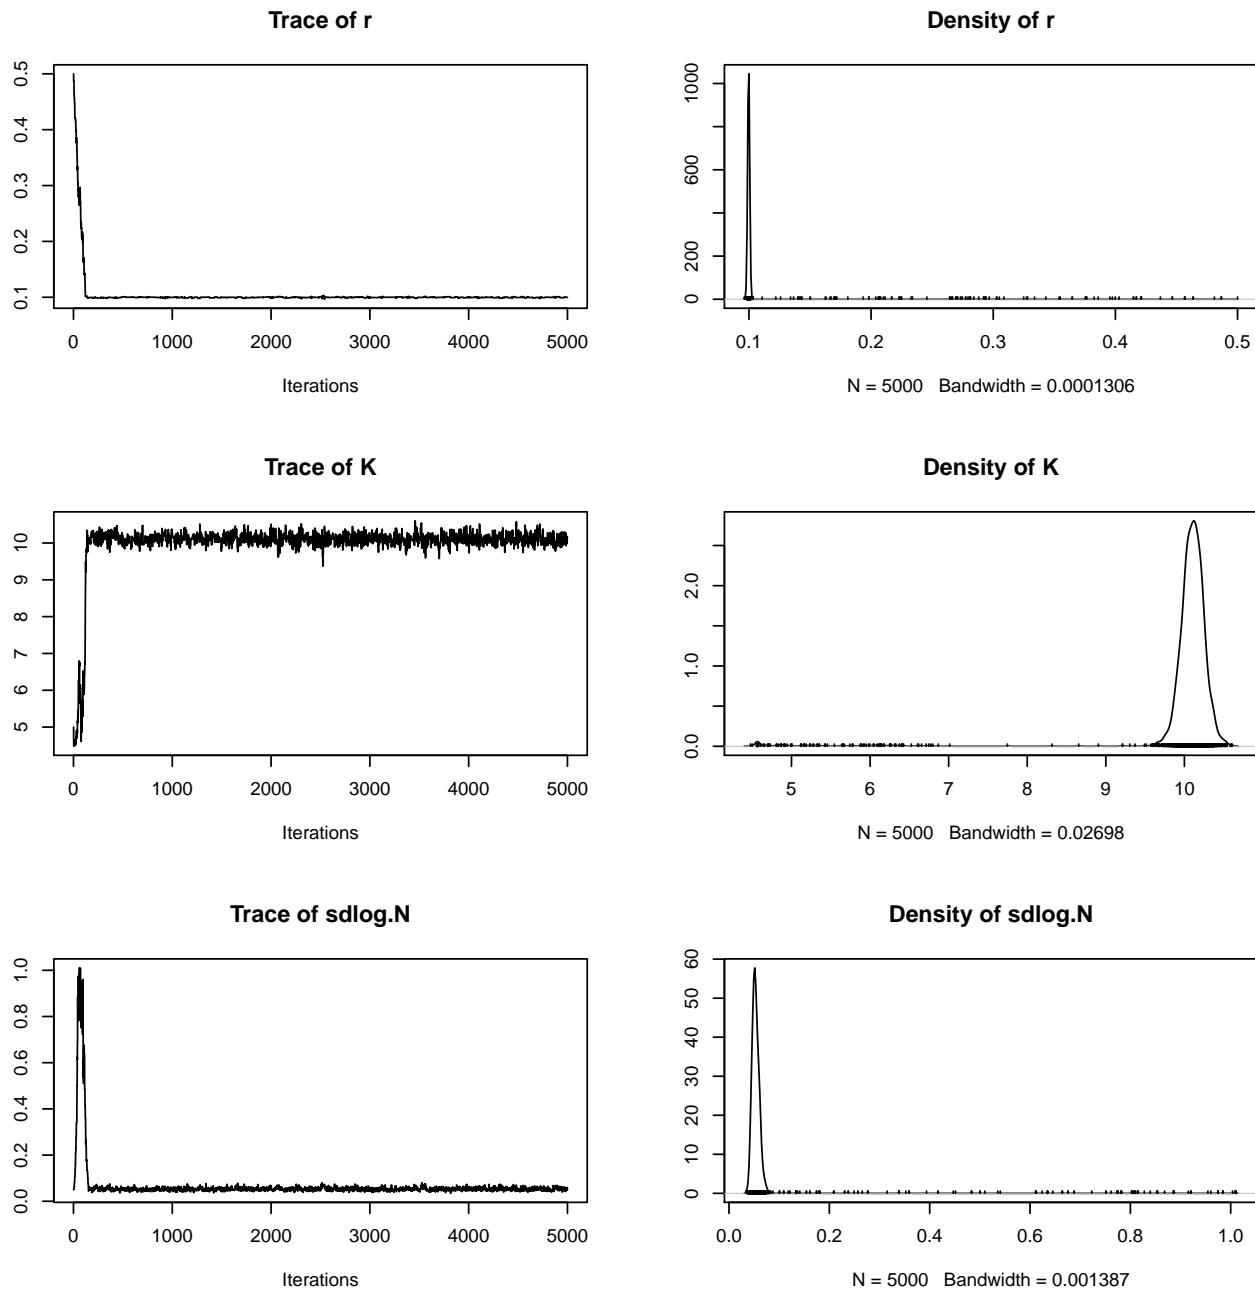 Trace of r
Density of r
0.5
0.4
0.3
0.2
0.1
0 1000 2000 3000 4000 5000
Iterations
1000
600
200
0
0.1 0.2 0.3 0.4 0.5
N = 5000 Bandwidth = 0.0001306
Trace of K
Density of K
10
9
8
7
6
5
0 1000 2000 3000 4000 5000
Iterations
2.0
1.0
0.0
5 6 7 8 9 10
N = 5000 Bandwidth = 0.02698
Trace of sdlog.N
Density of sdlog.N
1.0
0.8
0.6
0.4
0.2
0.0
0 1000 2000 3000 4000 5000
Iterations
60
50
40
30
20
10
0
0.0 0.2 0.4 0.6 0.8 1.0
N = 5000 Bandwidth = 0.001387